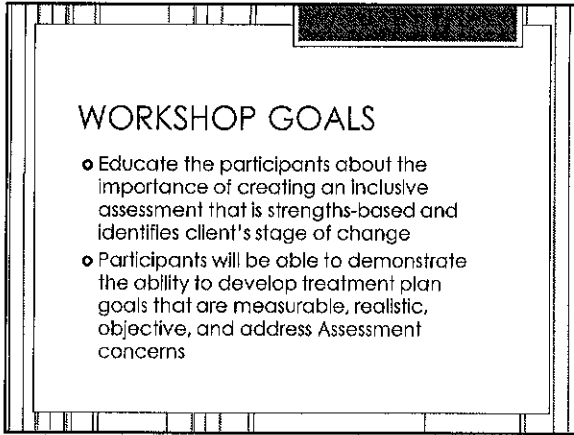 WORKSHOP GOALS
Educate the participants about the
importance of creating an inclusive
assessment that is strengths-based and
identifies client's stage of change
Participants will be able to demonstrate
the ability to develop treatment plan
goals that are measurable, realistic,
objective, and address Assessment
concerns